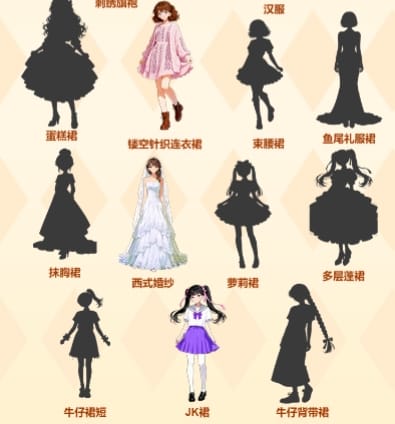 刺绣旗袍
汉服
蛋糕裙
镂空针织连衣裙
束腰裙
鱼尾礼服裙
抹胸裙
西式婚纱
萝莉裙
多层蓬裙
牛仔裙短
JK裙
牛仔背带裙